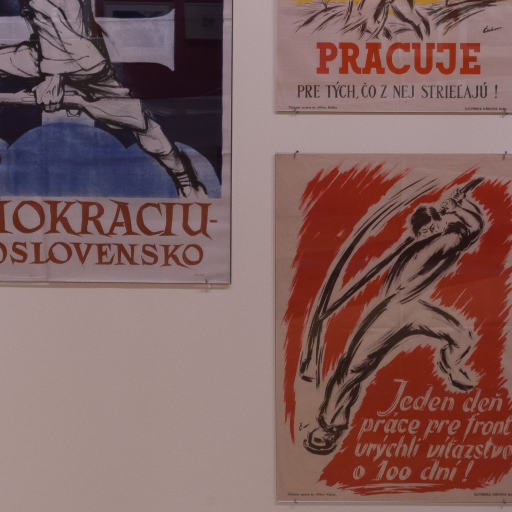 MOKRACIU-
OSLOVENSKO
PRACUJE
PRE TÝCH, ČO Z NEJ STRIEĽAJÚ !
Jeden deň
práce pre front
urýchli víťazstvo
o 100 dní !